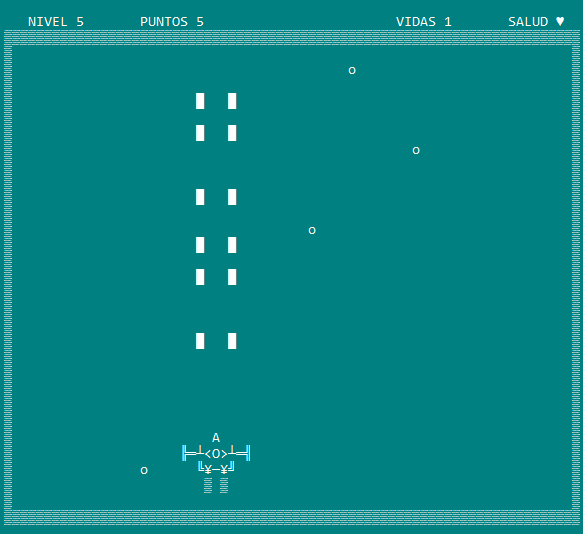 NIVEL 5 PUNTOS 5 VIDAS 1 SALUD ♥
o
o
o
A
╠═┴<O>┴═╣
o ╚¥─¥╝